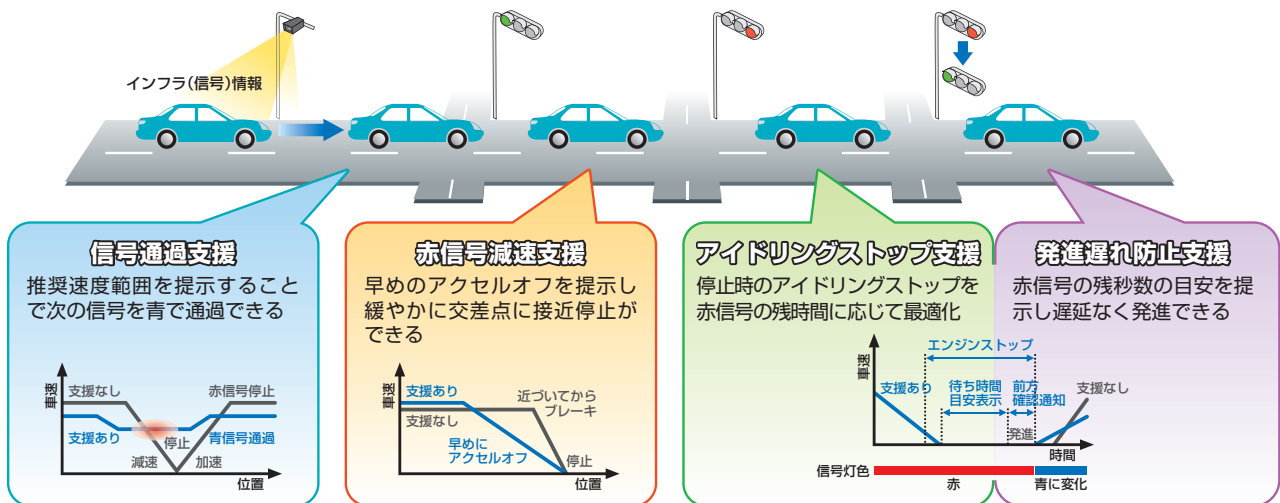 インフラ(信号)情報
信号通過支援
推奨速度範囲を提示すること
で次の信号を青で通過できる
車速
支援なし
赤信号停止
支援あり
停止
青信号通過
減速
加速
位置
赤信号減速支援
早めのアクセルオフを提示し
緩やかに交差点に接近停止が
できる
車速
支援あり
近づいてから
ブレーキ
支援なし
早めに
アクセルオフ
停止
位置
アイドリングストップ支援
停止時のアイドリングストップを
赤信号の残時間に応じて最適化
発進遅れ防止支援
赤信号の残秒数の目安を提
示し遅延なく発進できる
車速
エンジンストップ
支援あり
待ち時間
目安表示
前方
確認通知
支援なし
発進
時間
信号灯色
赤
青に変化